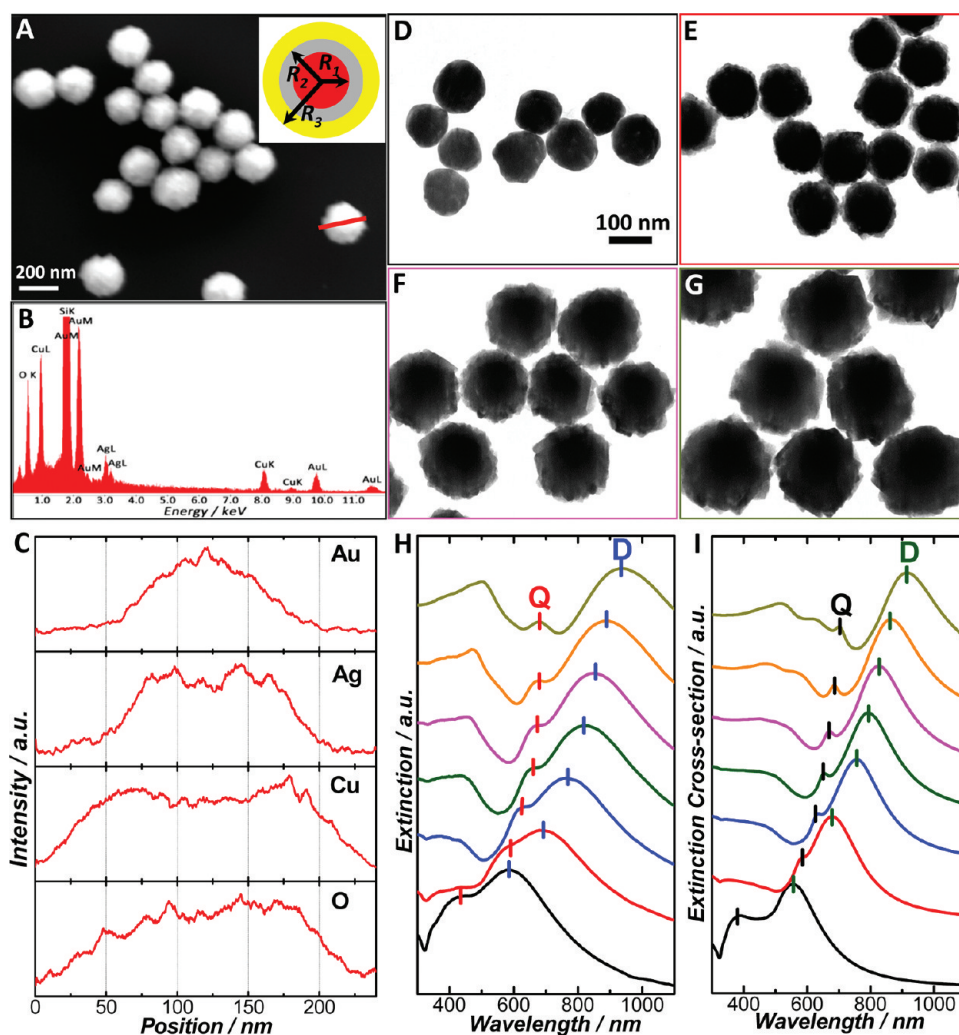 A
R1
R2
R3
200 nm
D
100 nm
E
B
SiK
AuM
AuM
CuL
O K
AgL
AgL
AuM
CuK
CuK
AuL
AuL
1.0 2.0 3.0 4.0 5.0 6.0 7.0 8.0 9.0 10.0 11.0
Energy / keV
F
G
C
Au
Ag
Cu
O
Intensity / a.u.
0 50 100 150 200
Position / nm
H
Q
D
Extinction / a.u.
400 600 800 1000
Wavelength / nm
I
Q
D
Extinction Cross-section / a.u.
400 600 800 1000
Wavelength / nm